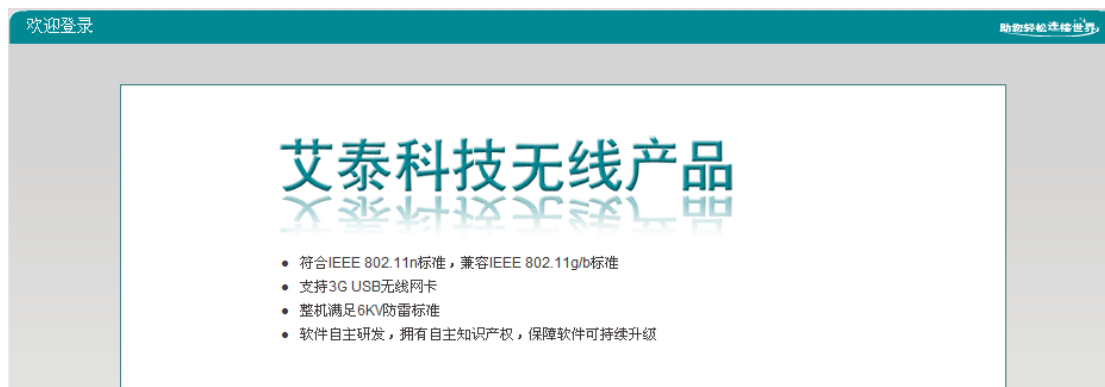 欢迎登录
助您轻松连接世界
艾泰科技无线产品
符合IEEE 802.11n标准，兼容IEEE 802.11g/b标准
支持3G USB无线网卡
整机满足6KV防雷标准
软件自主研发，拥有自主知识产权，保障软件可持续升级